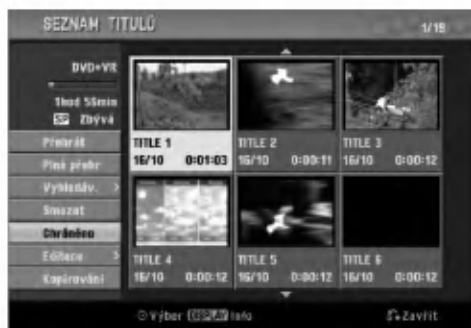 SEZNAM TITULŮ 1/19
DVD+VR
1hod 55min
SP Zbývá
Přehrát
Plné přehr
Vyhledáv. >
Smazat
Chráněno
Editace >
Kopírování
TITLE 1
16/10 0:01:03
TITLE 2
16/10 0:00:11
TITLE 3
16/10 0:00:12
TITLE 4
16/10 0:00:12
TITLE 5
16/10 0:00:12
TITLE 6
16/10 0:00:12
Výber DISPLAY Info
Zavřít